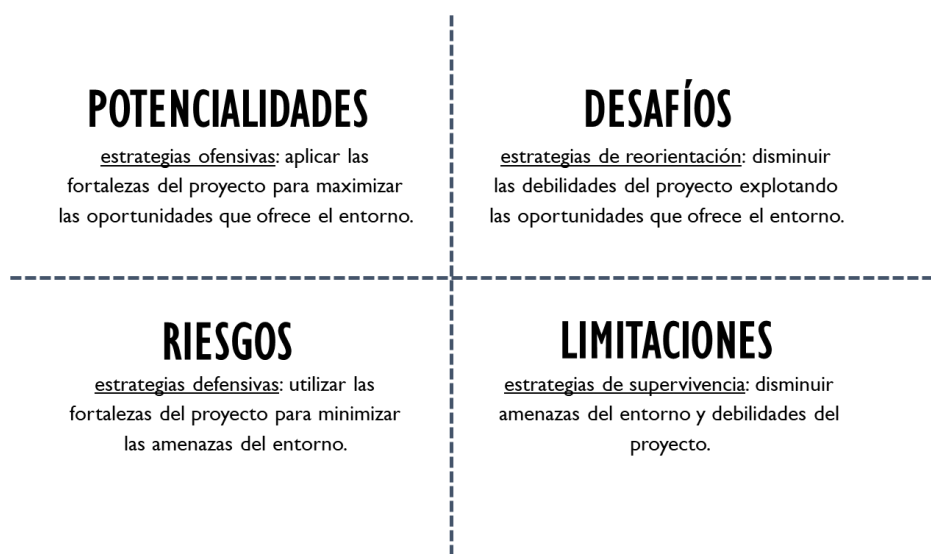 POTENCIALIDADES
estrategias ofensivas: aplicar las
fortalezas del proyecto para maximizar
las oportunidades que ofrece el entorno.
DESAFÍOS
estrategias de reorientación: disminuir
las debilidades del proyecto explotando
las oportunidades que ofrece el entorno.
RIESGOS
estrategias defensivas: utilizar las
fortalezas del proyecto para minimizar
las amenazas del entorno.
LIMITACIONES
estrategias de supervivencia: disminuir
amenazas del entorno y debilidades del
proyecto.